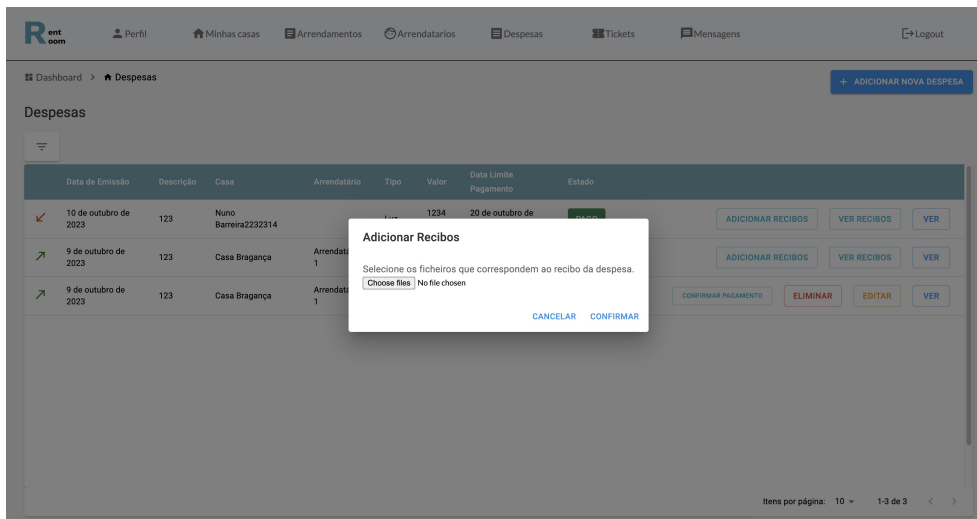 Rent
oom
Perfil
Minhas casas
Arrendamentos
Arrendatarios
Despesas
Tickets
Mensagens
Logout
Dashboard > Despesas
+ ADICIONAR NOVA DESPESA
Despesas
Data de Emissão
Descrição
Casa
Arrendatário
Tipo
Valor
Data Limite
Pagamento
Estado
10 de outubro de
2023
123
Nuno
Barreira2232314
Luz
1234
20 de outubro de
PAGO
ADICIONAR RECIBOS
VER RECIBOS
VER
9 de outubro de
2023
123
Casa Bragança
1
ADICIONAR RECIBOS
VER RECIBOS
VER
9 de outubro de
2023
123
Casa Bragança
1
CONFIRMAR PAGAMENTO
ELIMINAR
EDITAR
VER
Adicionar Recibos
Selecione os ficheiros que correspondem ao recibo da despesa.
Choose files No file chosen
CANCELAR
CONFIRMAR
Itens por página: 10
1-3 de 3